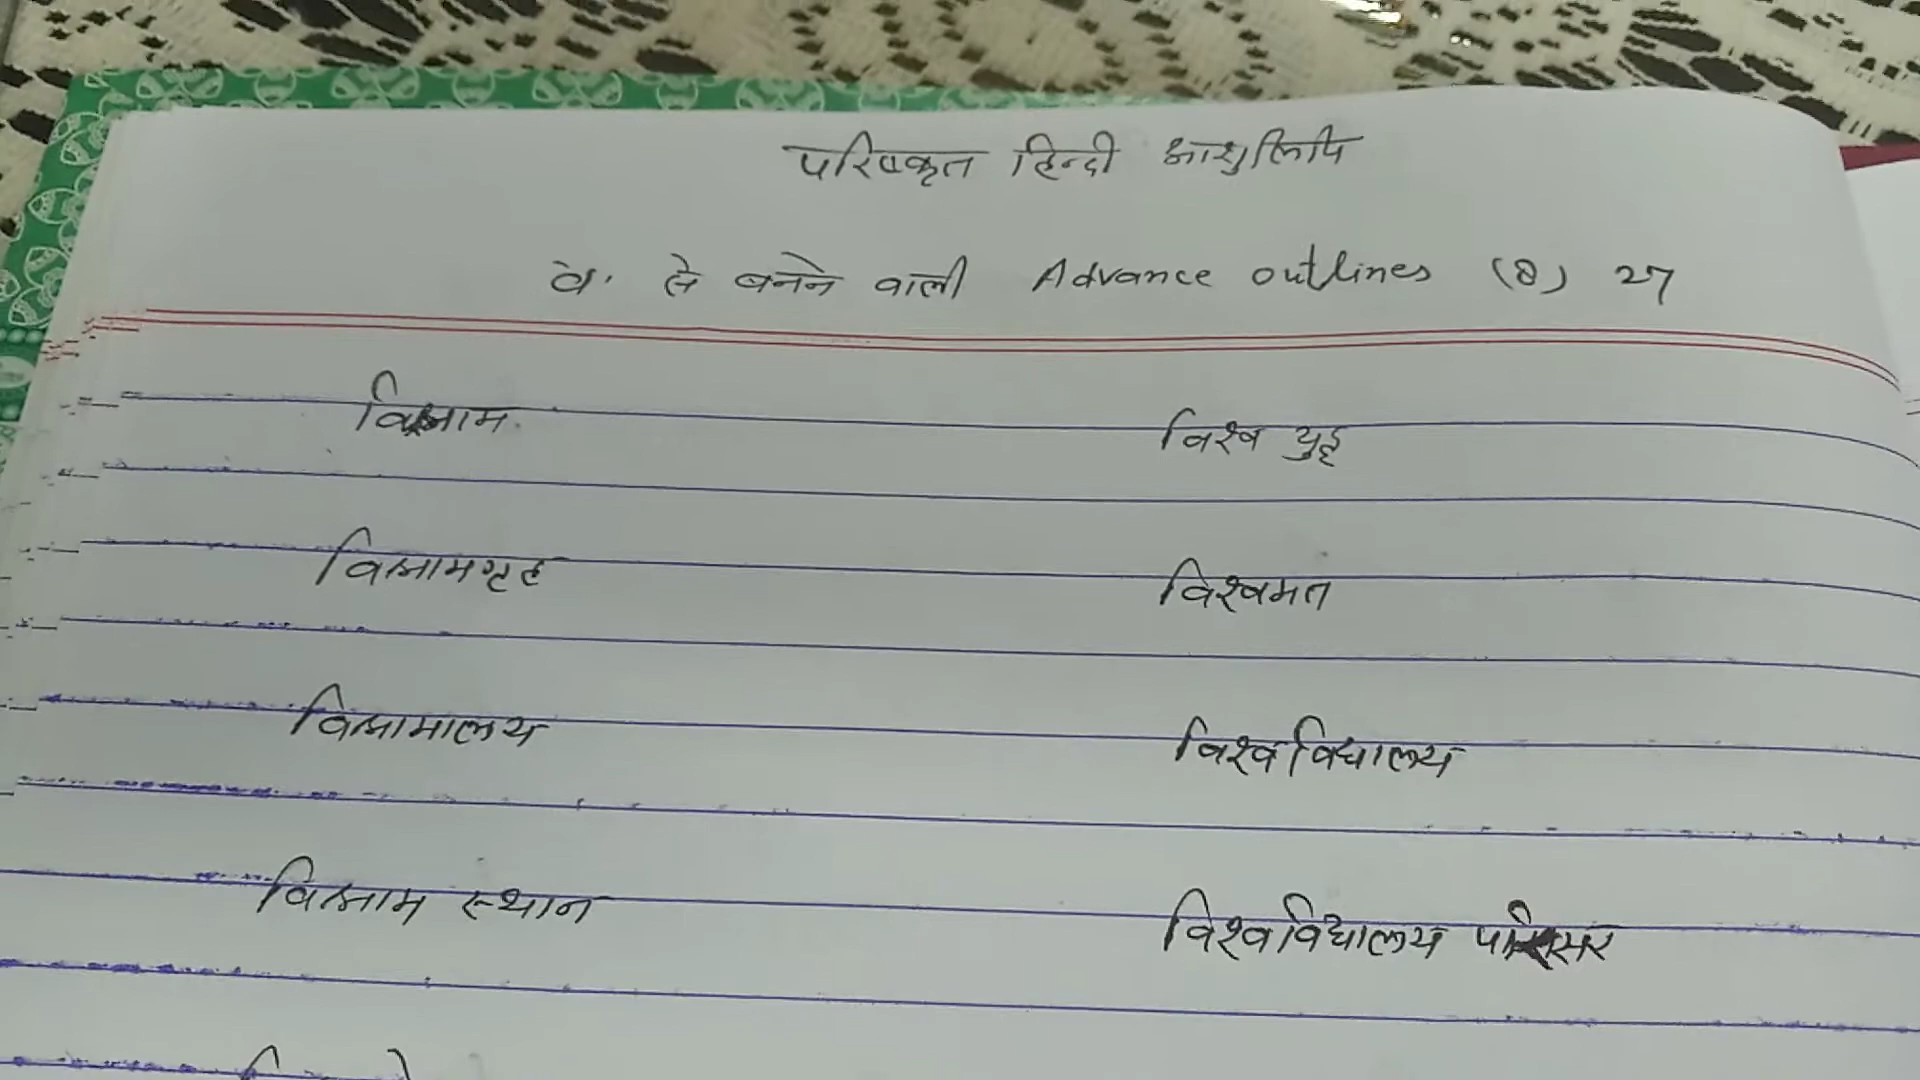 परिष्कृत हिन्दी आशुलिपि
व. से बनने वाली Advance outlines (8) 27
विश्राम. विश्व युद्ध
विश्रामगृह विश्वमत
विश्रामालय विश्वविद्यालय
विश्राम स्थान विश्वविद्यालय परिसर